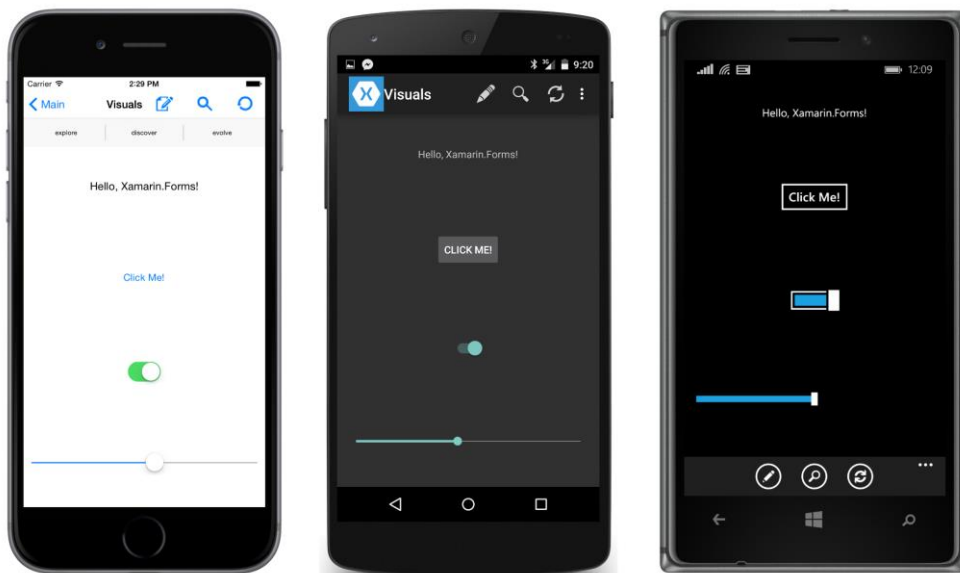 Carrier 2:29 PM
Main Visuals
explore discover evolve
Hello, Xamarin.Forms!
Click Me!
3G 9:20
Visuals
Hello, Xamarin.Forms!
CLICK ME!
12:09
Hello, Xamarin.Forms!
Click Me!